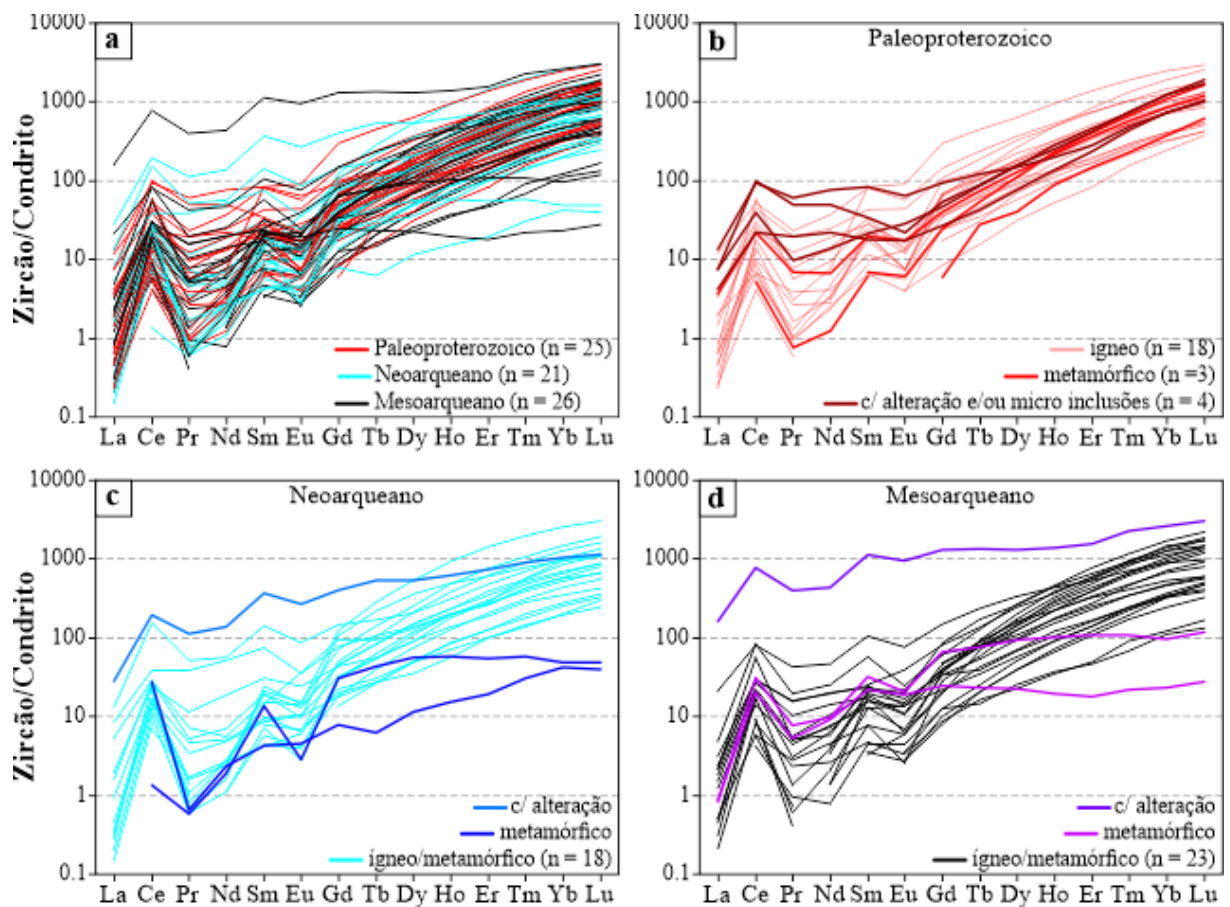 a
Zircão/Condrito
10000
1000
100
10
1
0.1
Paleoproterozoico (n = 25)
Neoarqueano (n = 21)
Mesoarqueano (n = 26)
La Ce Pr Nd Sm Eu Gd Tb Dy Ho Er Tm Yb Lu
b
Paleoproterozoico
10000
1000
100
10
1
0.1
ígneo (n = 18)
metamórfico (n =3)
c/ alteração e/ou micro inclusões (n = 4)
La Ce Pr Nd Sm Eu Gd Tb Dy Ho Er Tm Yb Lu
c
Neoarqueano
Zircão/Condrito
10000
1000
100
10
1
0.1
c/ alteração
metamórfico
ígneo/metamórfico (n = 18)
La Ce Pr Nd Sm Eu Gd Tb Dy Ho Er Tm Yb Lu
d
Mesoarqueano
10000
1000
100
10
1
0.1
c/ alteração
metamórfico
ígneo/metamórfico (n = 23)
La Ce Pr Nd Sm Eu Gd Tb Dy Ho Er Tm Yb Lu